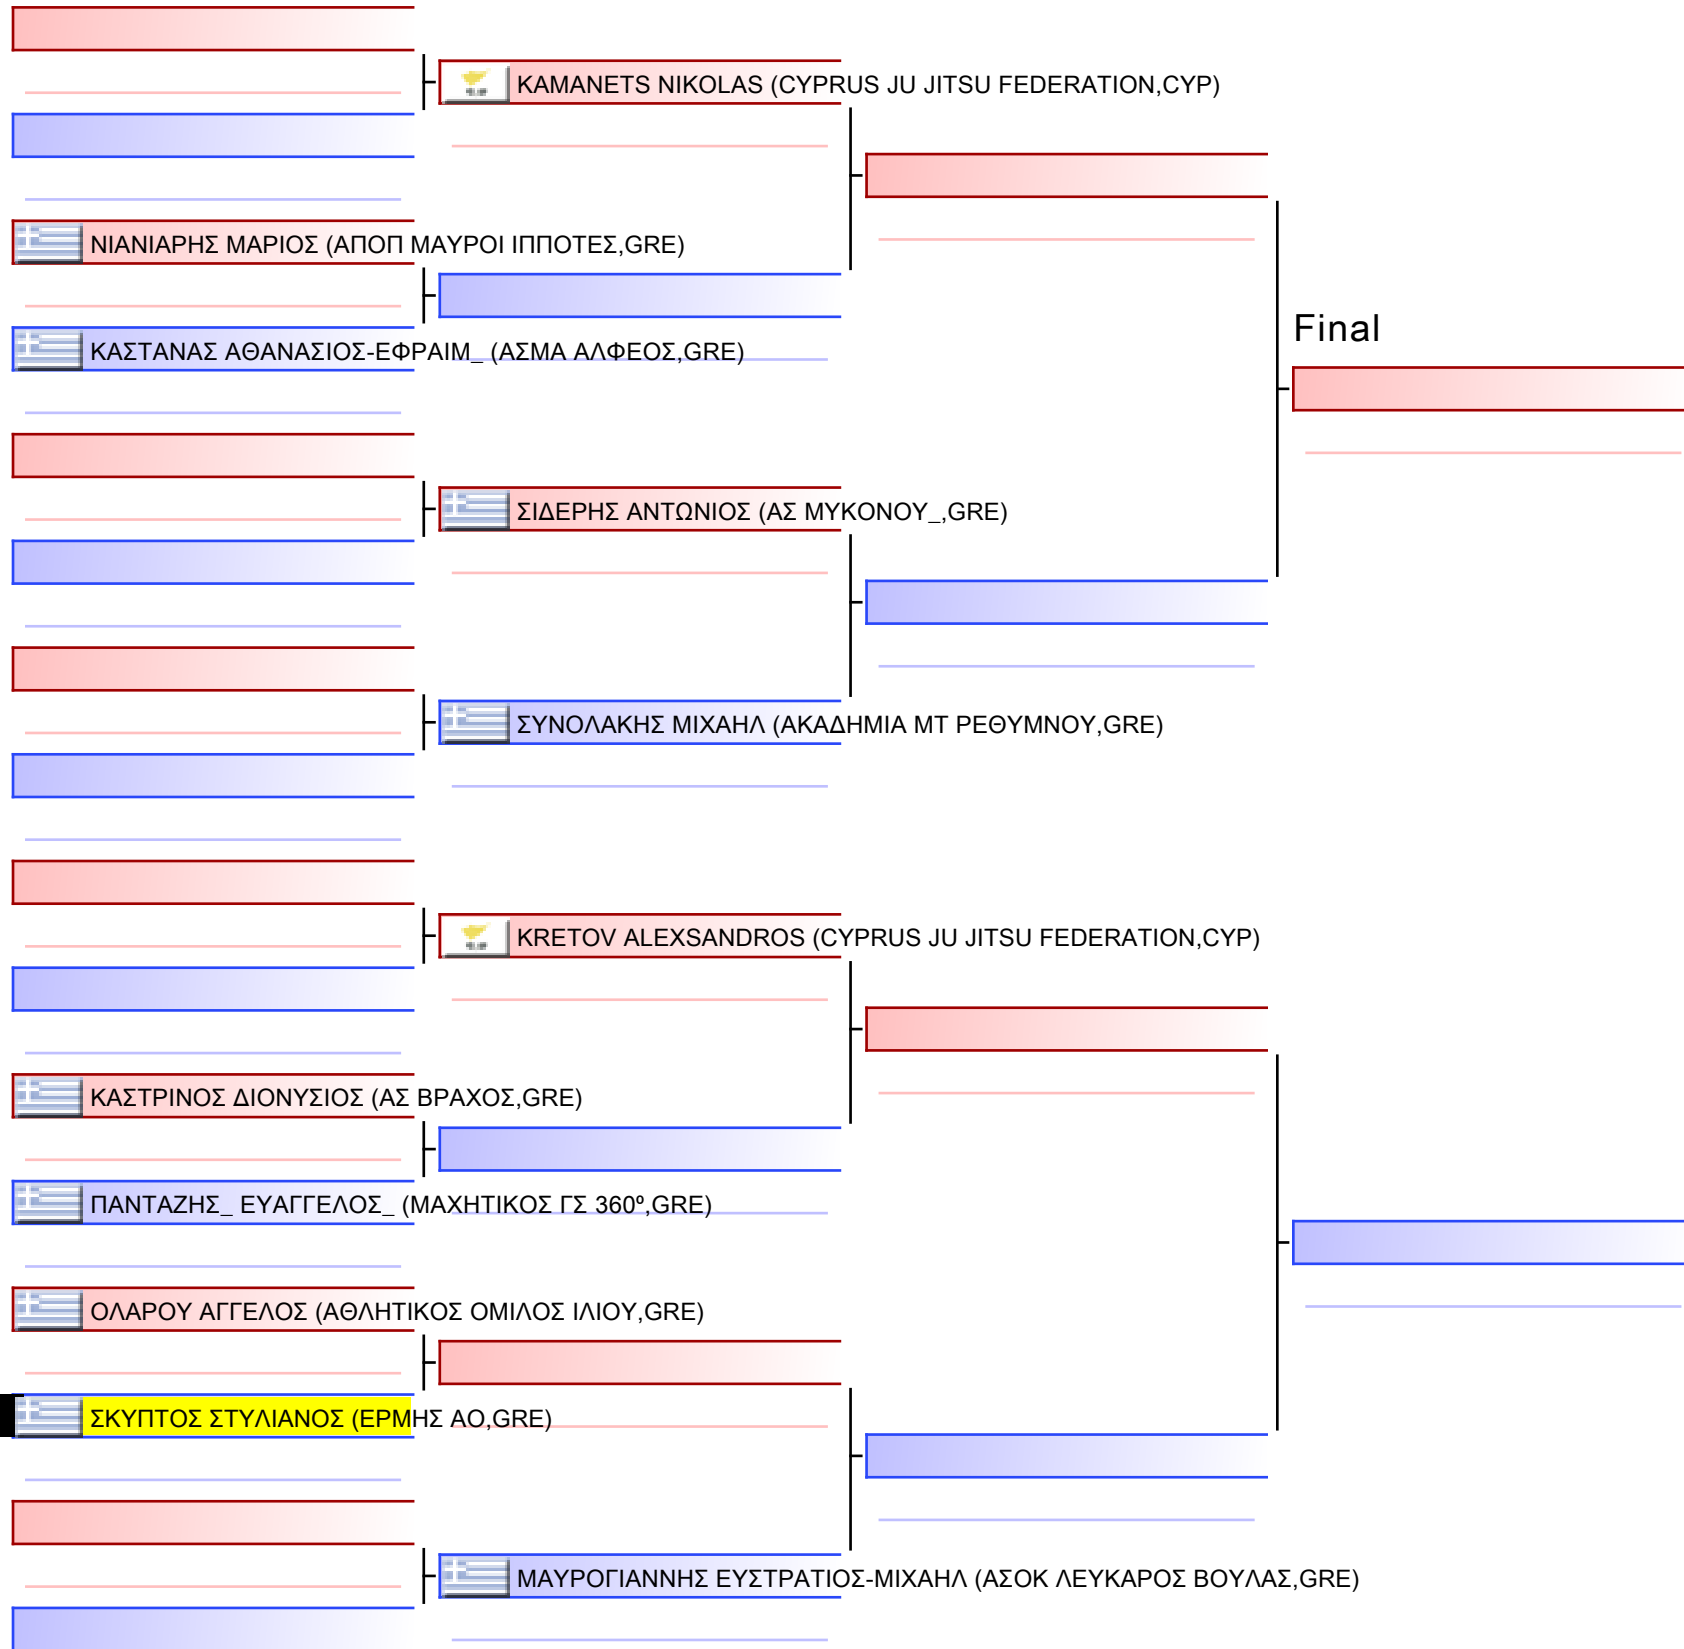 KAMANETS NIKOLAS (CYPRUS JU JITSU FEDERATION,CYP)
ΝΙΑΝΙΑΡΗΣ ΜΑΡΙΟΣ (ΑΠΟΠ ΜΑΥΡΟΙ ΙΠΠΟΤΕΣ,GRE)
Final
ΚΑΣΤΑΝΑΣ ΑΘΑΝΑΣΙΟΣ-ΕΦΡΑΙΜ_ (ΑΣΜΑ ΑΛΦΕΟΣ,GRE)
ΣΙΔΕΡΗΣ ΑΝΤΩΝΙΟΣ (ΑΣ ΜΥΚΟΝΟΥ_,GRE)
ΣΥΝΟΛΑΚΗΣ ΜΙΧΑΗΛ (ΑΚΑΔΗΜΙΑ ΜΤ ΡΕΘΥΜΝΟΥ,GRE)
KRETOV ALEXSANDROS (CYPRUS JU JITSU FEDERATION,CYP)
ΚΑΣΤΡΙΝΟΣ ΔΙΟΝΥΣΙΟΣ (ΑΣ ΒΡΑΧΟΣ,GRE)
ΠΑΝΤΑΖΗΣ_ ΕΥΑΓΓΕΛΟΣ_ (ΜΑΧΗΤΙΚΟΣ ΓΣ 360º,GRE)
ΟΛΑΡΟΥ ΑΓΓΕΛΟΣ (ΑΘΛΗΤΙΚΟΣ ΟΜΙΛΟΣ ΙΛΙΟΥ,GRE)
ΣΚΥΠΤΟΣ ΣΤΥΛΙΑΝΟΣ (ΕΡΜΗΣ ΑΟ,GRE)
ΜΑΥΡΟΓΙΑΝΝΗΣ ΕΥΣΤΡΑΤΙΟΣ-ΜΙΧΑΗΛ (ΑΣΟΚ ΛΕΥΚΑΡΟΣ ΒΟΥΛΑΣ,GRE)